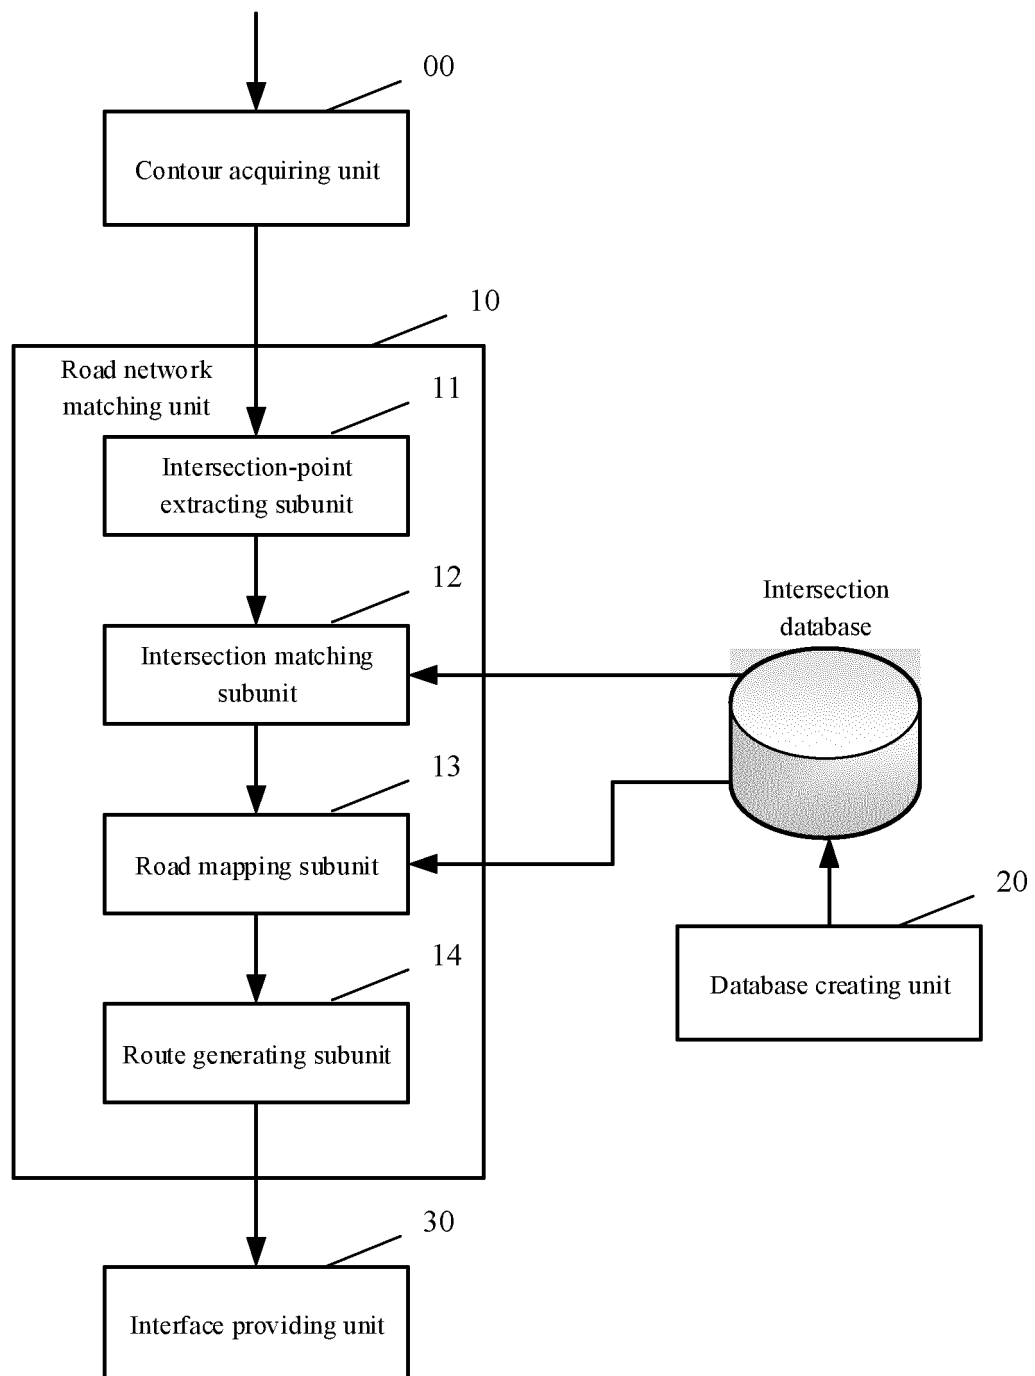 00
Contour acquiring unit
10
Road network
matching unit
11
Intersection-point
extracting subunit
12
Intersection matching
subunit
Intersection
database
13
Road mapping subunit
20
Database creating unit
14
Route generating subunit
30
Interface providing unit